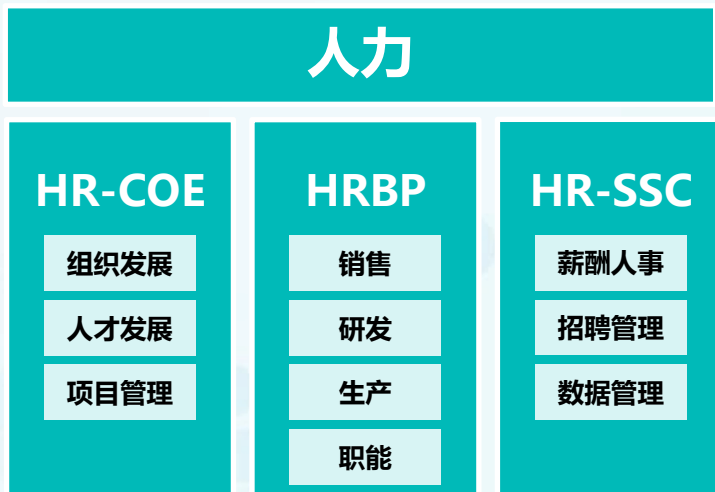 人力
HR-COE
组织发展
人才发展
项目管理
HRBP
销售
研发
生产
职能
HR-SSC
薪酬人事
招聘管理
数据管理